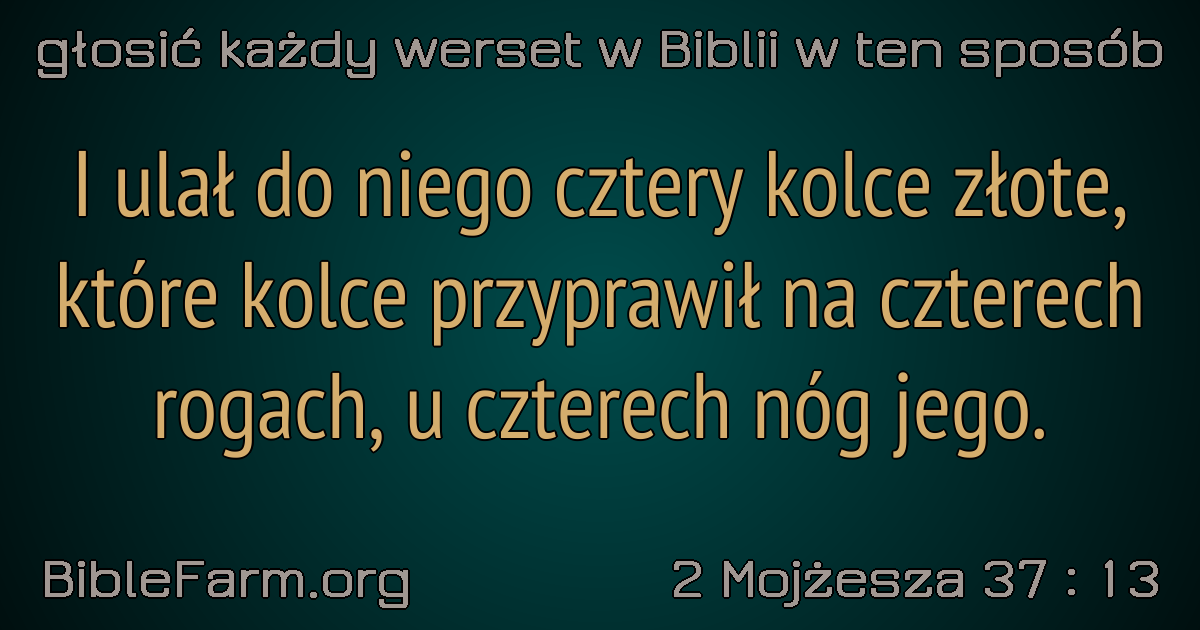 głosić każdy werset w Biblii w ten sposób
I ulał do niego cztery kolce złote,
które kolce przyprawił na czterech
rogach, u czterech nóg jego.
BibleFarm.org
2 Mojżesza 37 : 13